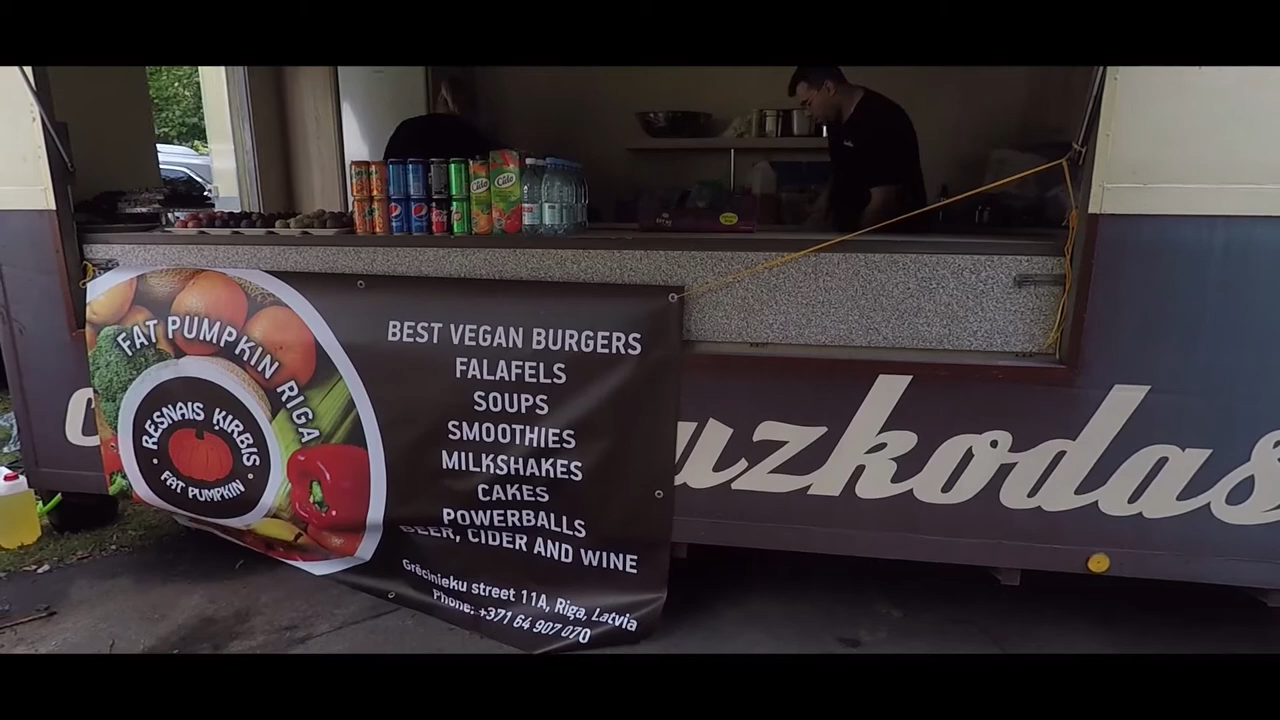 Cido
Cido
FAT PUMPKIN RIGA
RESNAIS ĶIRBIS
• FAT PUMPKIN •
BEST VEGAN BURGERS
FALAFELS
SOUPS
SMOOTHIES
MILKSHAKES
CAKES
POWERBALLS
BEER, CIDER AND WINE
Grēcinieku street 11A, Riga, Latvia
Phone: +371 64 907 070
uzkodas